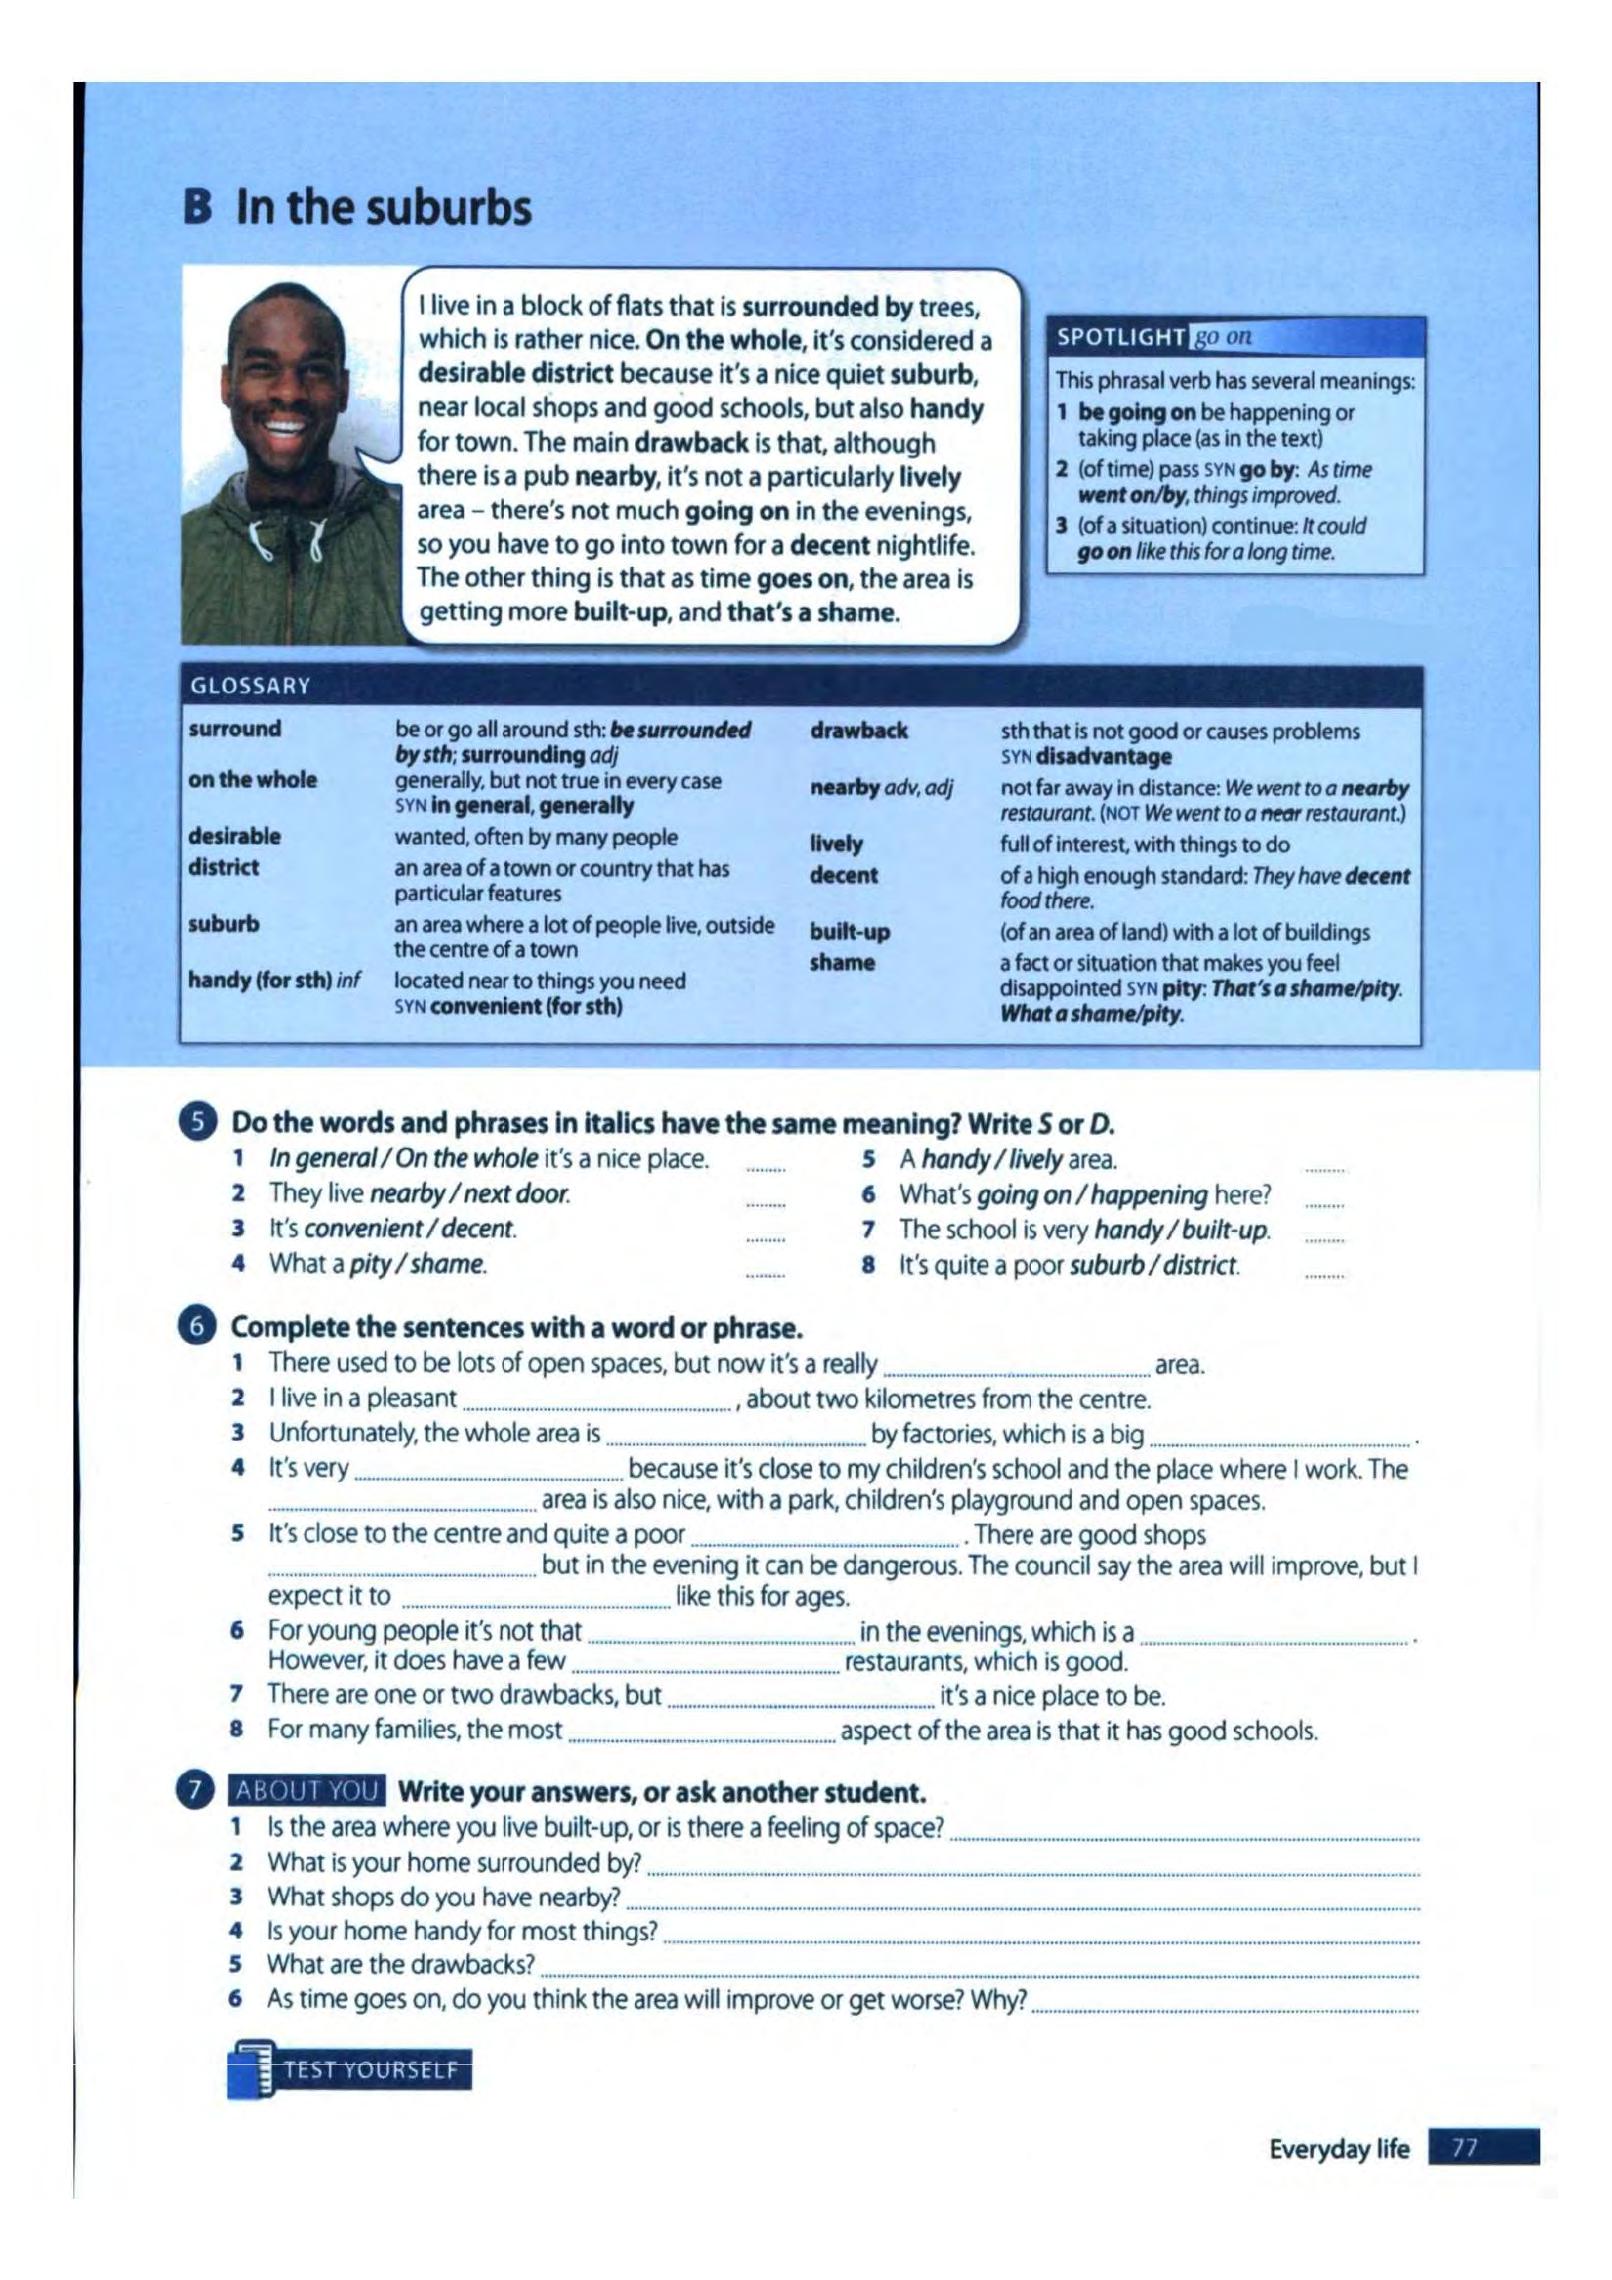 B In the suburbs
I live in a block of flats that is surrounded by trees,
which is rather nice. On the whole, it's considered a
desirable district because it's a nice quiet suburb,
near local shops and good schools, but also handy
for town. The main drawback is that, although
there is a pub nearby, it's not a particularly lively
area – there's not much going on in the evenings,
so you have to go into town for a decent nightlife.
The other thing is that as time goes on, the area is
getting more built-up, and that's a shame.
SPOTLIGHT go on
This phrasal verb has several meanings:
1 be going on be happening or
taking place (as in the text)
2 (of time) pass SYN go by: As time
went on/by, things improved.
3 (of a situation) continue: It could
go on like this for a long time.
GLOSSARY
surround be or go all around sth: be surrounded
by sth; surrounding adj
on the whole generally, but not true in every case
SYN in general, generally
desirable wanted, often by many people
district an area of a town or country that has
particular features
suburb an area where a lot of people live, outside
the centre of a town
handy (for sth) inf located near to things you need
SYN convenient (for sth)
drawback sth that is not good or causes problems
SYN disadvantage
nearby adv, adj not far away in distance: We went to a nearby
restaurant. (NOT We went to a near restaurant.)
lively full of interest, with things to do
decent of a high enough standard: They have decent
food there.
built-up (of an area of land) with a lot of buildings
shame a fact or situation that makes you feel
disappointed SYN pity: That's a shame/pity.
What a shame/pity.
5 Do the words and phrases in italics have the same meaning? Write S or D.
1 In general / On the whole it's a nice place. ........
2 They live nearby / next door. ........
3 It's convenient / decent. ........
4 What a pity / shame. ........
5 A handy / lively area. ........
6 What's going on / happening here? ........
7 The school is very handy / built-up. ........
8 It's quite a poor suburb / district. ........
6 Complete the sentences with a word or phrase.
1 There used to be lots of open spaces, but now it's a really ........ area.
2 I live in a pleasant ........ , about two kilometres from the centre.
3 Unfortunately, the whole area is ........ by factories, which is a big ........ .
4 It's very ........ because it's close to my children's school and the place where I work. The
........ area is also nice, with a park, children's playground and open spaces.
5 It's close to the centre and quite a poor ........ . There are good shops
........ but in the evening it can be dangerous. The council say the area will improve, but I
expect it to ........ like this for ages.
6 For young people it's not that ........ in the evenings, which is a ........ .
However, it does have a few ........ restaurants, which is good.
7 There are one or two drawbacks, but ........ it's a nice place to be.
8 For many families, the most ........ aspect of the area is that it has good schools.
7 ABOUT YOU Write your answers, or ask another student.
1 Is the area where you live built-up, or is there a feeling of space? ........
2 What is your home surrounded by? ........
3 What shops do you have nearby? ........
4 Is your home handy for most things? ........
5 What are the drawbacks? ........
6 As time goes on, do you think the area will improve or get worse? Why? ........
TEST YOURSELF
Everyday life 77